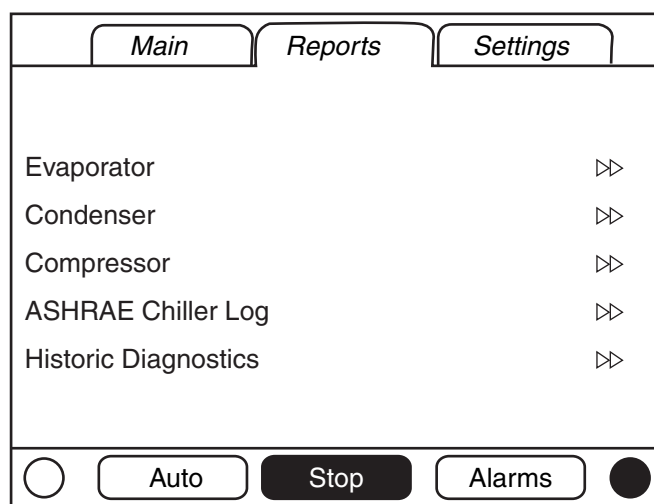 Main Reports Settings
Evaporator
Condenser
Compressor
ASHRAE Chiller Log
Historic Diagnostics
Auto Stop Alarms